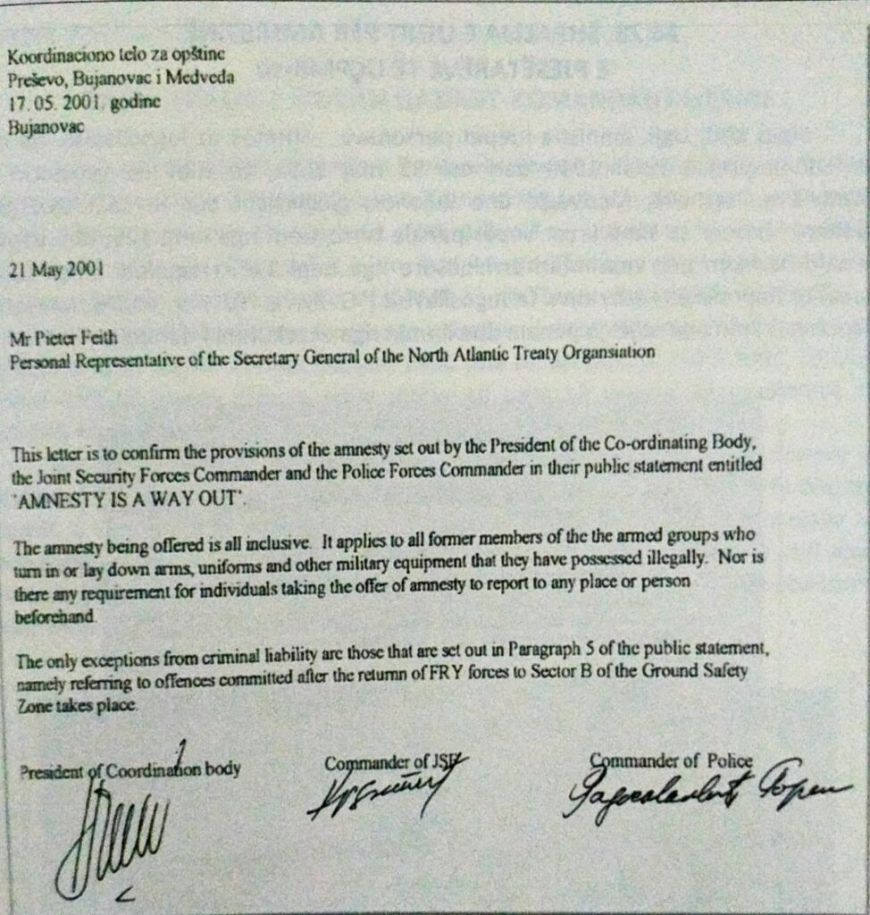 Koordinaciono telo za opštine
Preševo, Bujanovac i Medveđa
17.05. 2001. godine
Bujanovac
21 May 2001
Mr Pieter Feith
Personal Representative of the Secretary General of the North Atlantic Treaty Organsiation
This letter is to confirm the provisions of the amnesty set out by the President of the Co-ordinating Body,
the Joint Security Forces Commander and the Police Forces Commander in their public statement entitled
'AMNESTY IS A WAY OUT'.
The amnesty being offered is all inclusive. It applies to all former members of the the armed groups who
turn in or lay down arms, uniforms and other military equipment that they have possessed illegally. Nor is
there any requirement for individuals taking the offer of amnesty to report to any place or person
beforehand.
The only exceptions from criminal liability are those that are set out in Paragraph 5 of the public statement,
namely referring to offences committed after the return of FRY forces to Sector B of the Ground Safety
Zone takes place.
President of Coordination body
Commander of JSF
Commander of Police